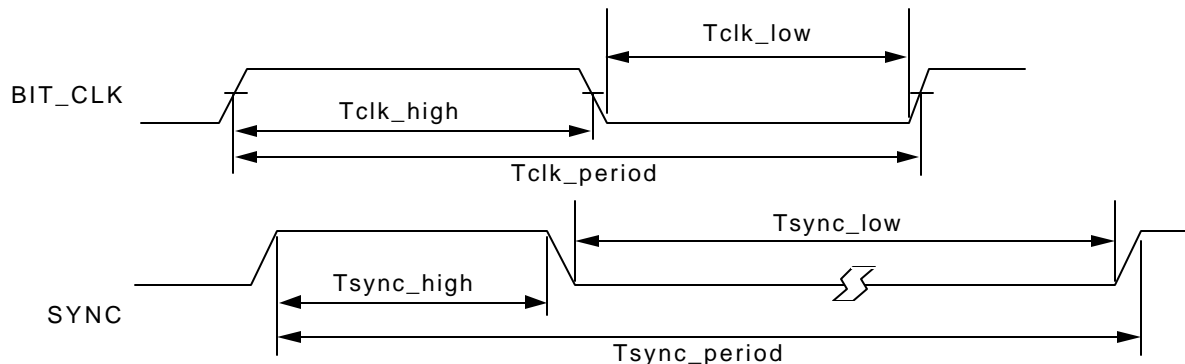 Tclk_low
BIT_CLK
Tclk_high
Tclk_period
Tsync_low
Tsync_high
SYNC
Tsync_period